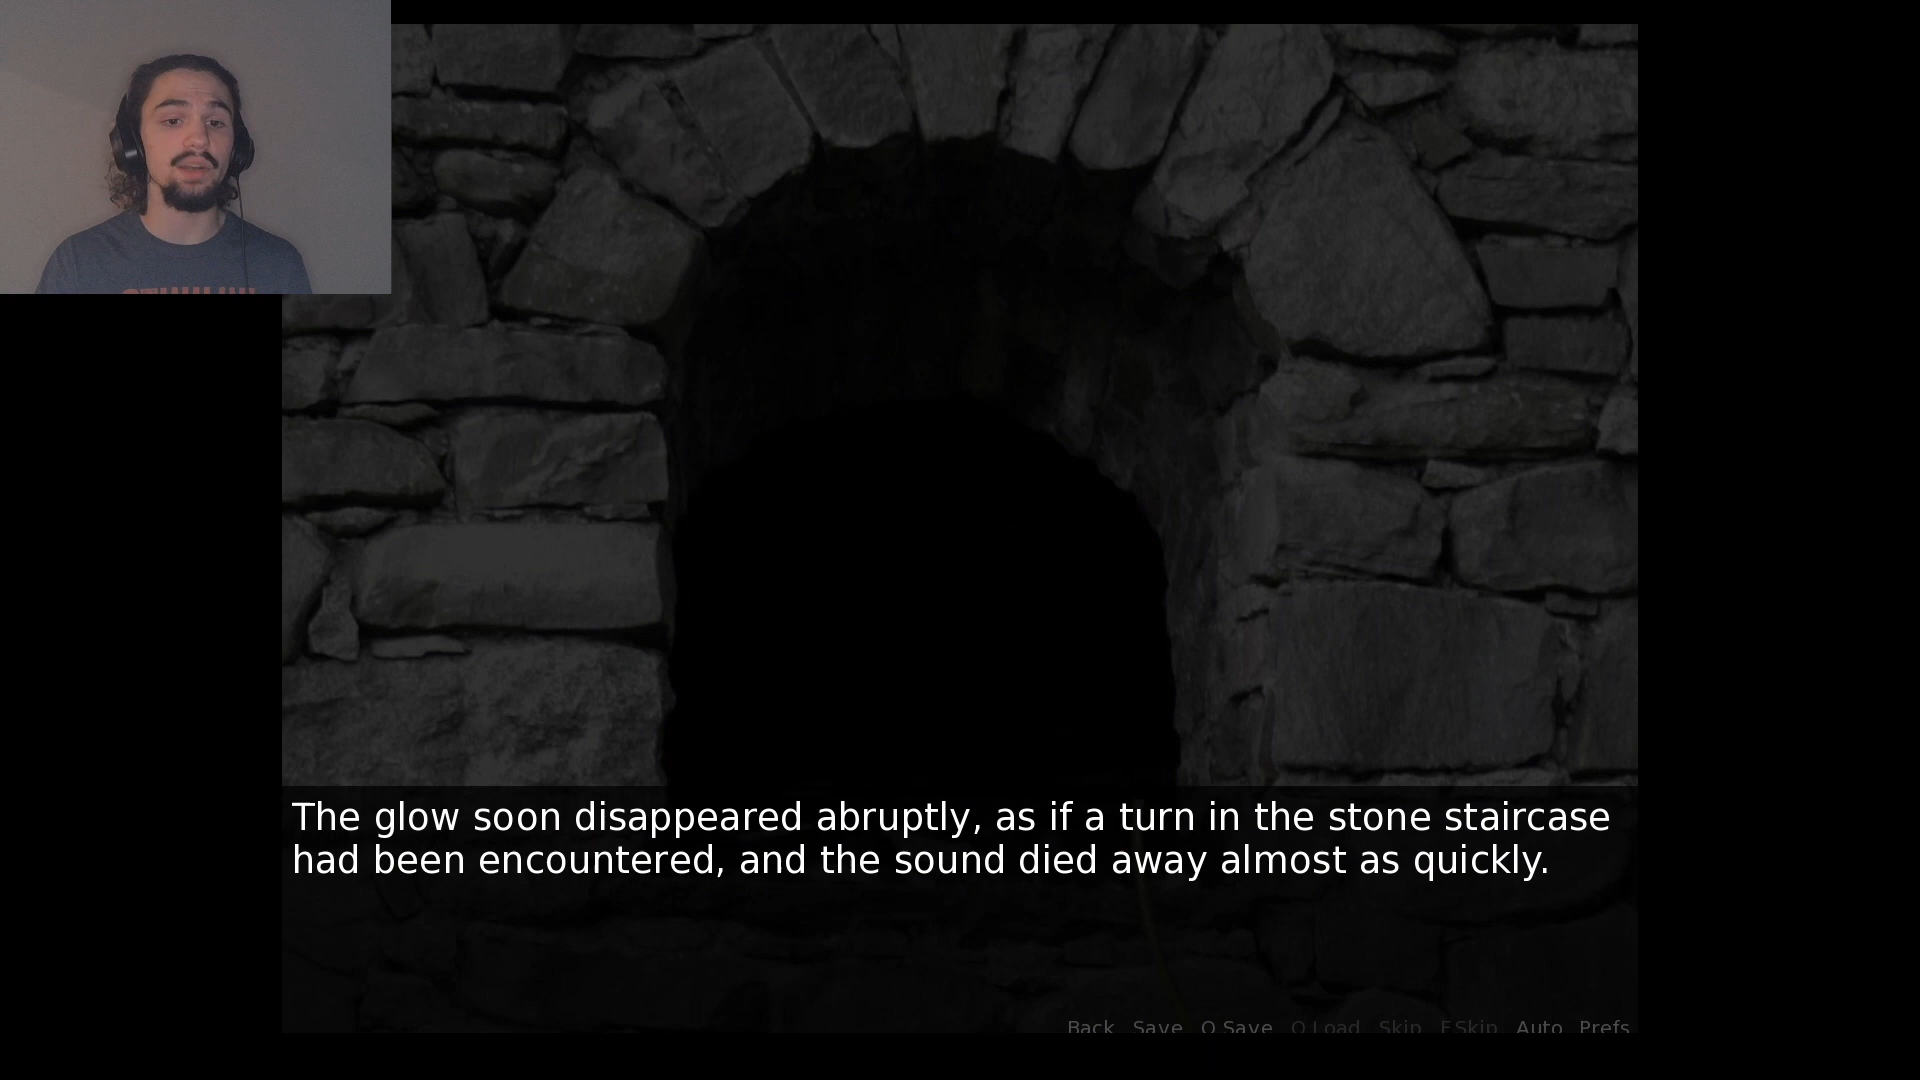 The glow soon disappeared abruptly, as if a turn in the stone staircase
had been encountered, and the sound died away almost as quickly.
Back Save Q.Save Q.Load Skip F.Skip Auto Prefs